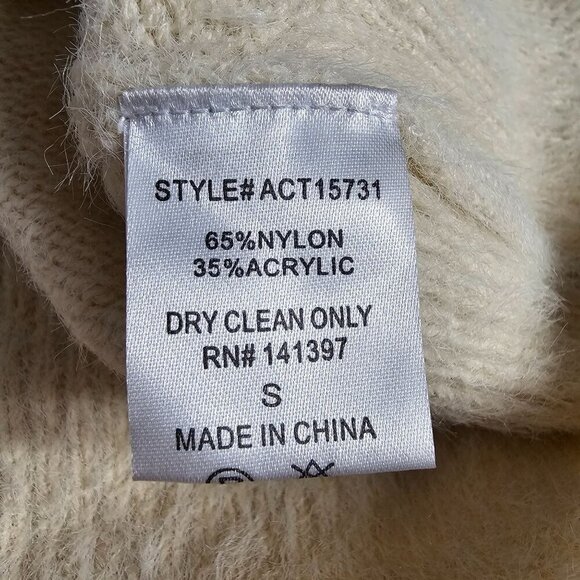 STYLE#ACT15731
65%NYLON
35%ACRYLIC
DRY CLEAN ONLY
RN# 141397
S
MADE IN CHINA